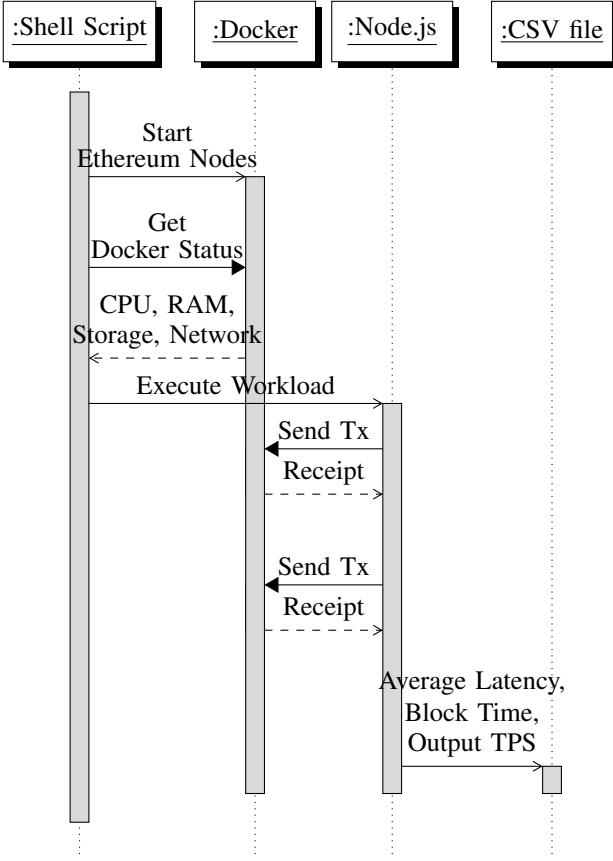 :Shell Script
:Docker
:Node.js
:CSV file
Start
Ethereum Nodes
Get
Docker Status
CPU, RAM,
Storage, Network
Execute Workload
Send Tx
Receipt
Send Tx
Receipt
Average Latency,
Block Time,
Output TPS